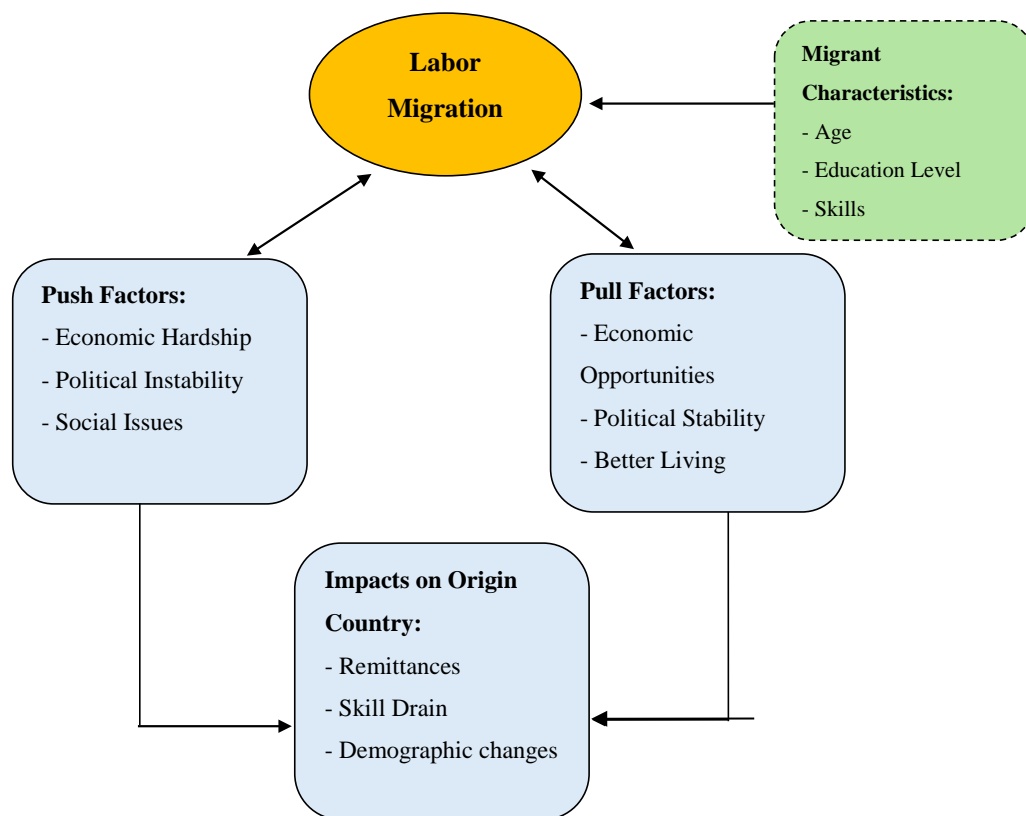 Labor
Migration
Migrant
Characteristics:
- Age
- Education Level
- Skills
Push Factors:
- Economic Hardship
- Political Instability
- Social Issues
Pull Factors:
- Economic
Opportunities
- Political Stability
- Better Living
Impacts on Origin
Country:
- Remittances
- Skill Drain
- Demographic changes